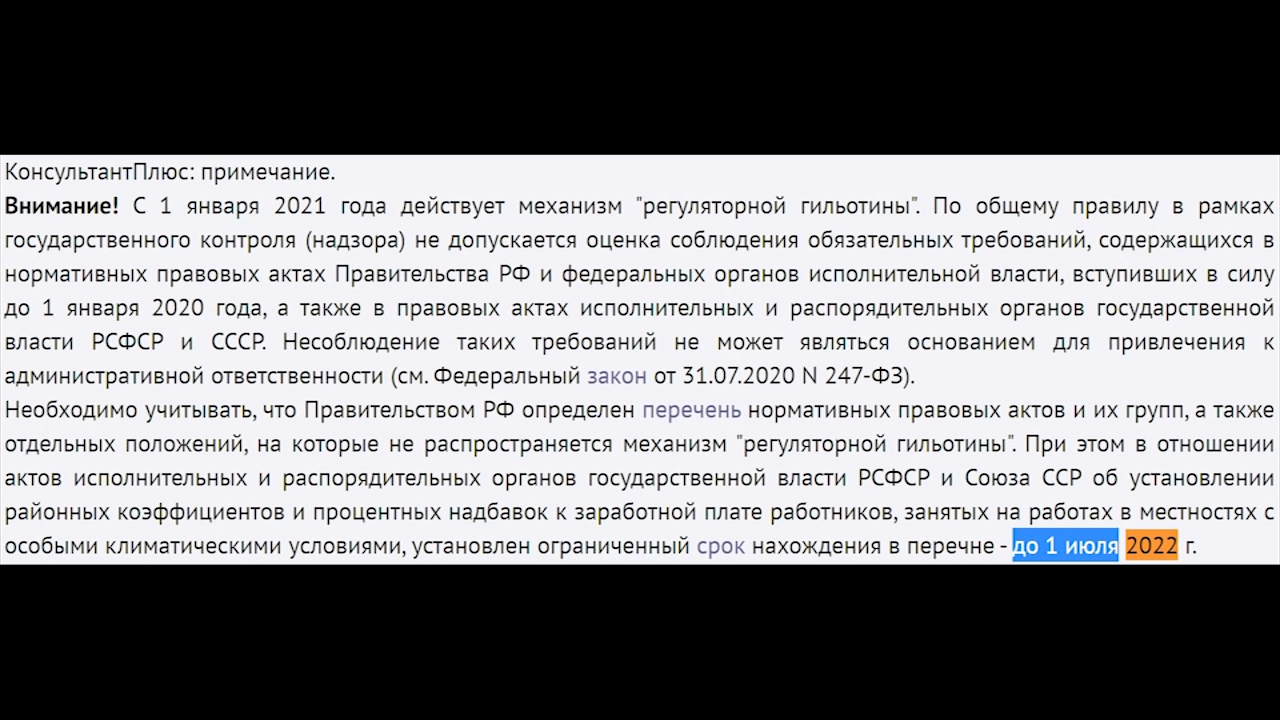 КонсультантПлюс: примечание.
Внимание! С 1 января 2021 года действует механизм "регуляторной гильотины". По общему правилу в рамках
государственного контроля (надзора) не допускается оценка соблюдения обязательных требований, содержащихся в
нормативных правовых актах Правительства РФ и федеральных органов исполнительной власти, вступивших в силу
до 1 января 2020 года, а также в правовых актах исполнительных и распорядительных органов государственной
власти РСФСР и СССР. Несоблюдение таких требований не может являться основанием для привлечения к
административной ответственности (см. Федеральный закон от 31.07.2020 N 247-ФЗ).
Необходимо учитывать, что Правительством РФ определен перечень нормативных правовых актов и их групп, а также
отдельных положений, на которые не распространяется механизм "регуляторной гильотины". При этом в отношении
актов исполнительных и распорядительных органов государственной власти РСФСР и Союза ССР об установлении
районных коэффициентов и процентных надбавок к заработной плате работников, занятых на работах в местностях с
особыми климатическими условиями, установлен ограниченный срок нахождения в перечне - до 1 июля 2022 г.